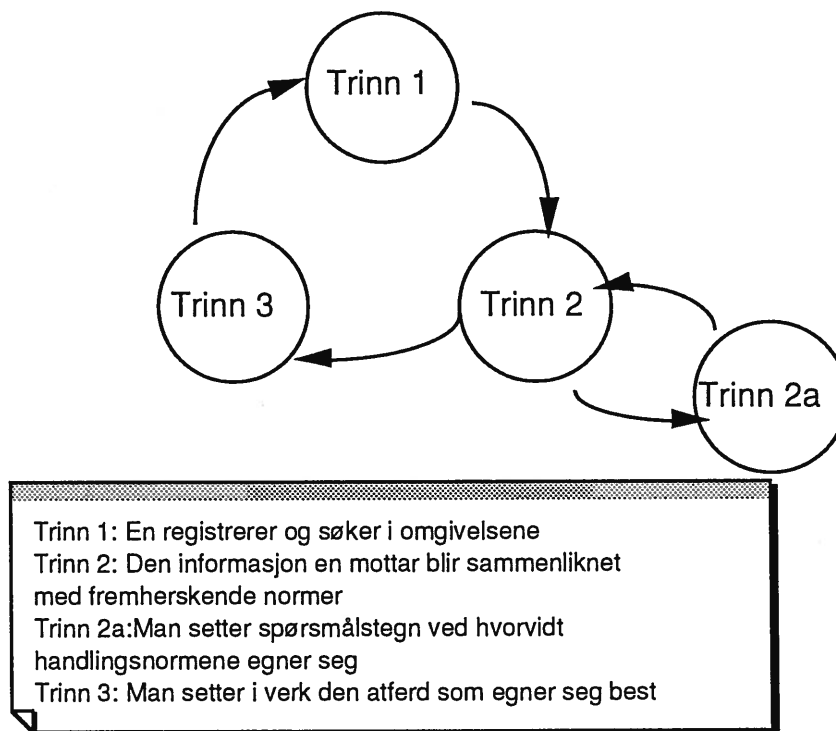 Trinn 1
Trinn 3
Trinn 2
Trinn 2a
Trinn 1: En registrerer og søker i omgivelsene
Trinn 2: Den informasjon en mottar blir sammenliknet
med fremherskende normer
Trinn 2a:Man setter spørsmålstegn ved hvorvidt
handlingsnormene egner seg
Trinn 3: Man setter i verk den atferd som egner seg best